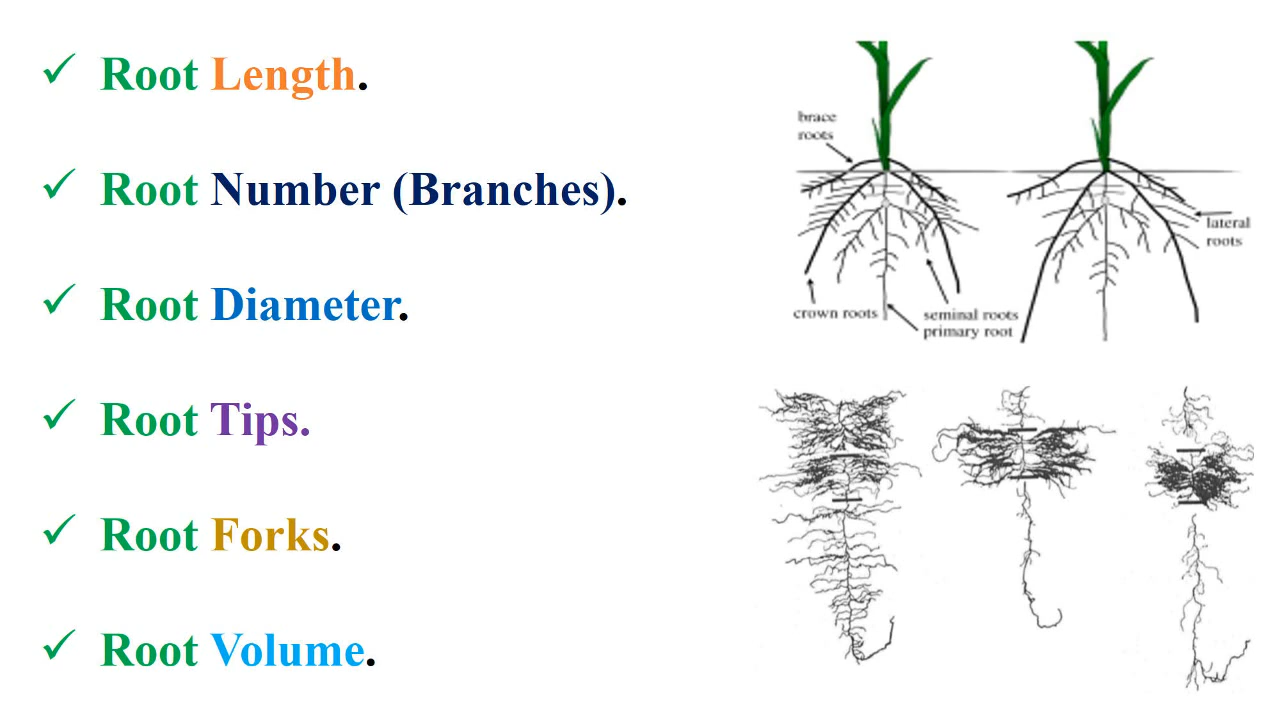 ✓ Root Length.
✓ Root Number (Branches).
✓ Root Diameter.
✓ Root Tips.
✓ Root Forks.
✓ Root Volume.
brace
roots
lateral
roots
crown roots
seminal roots
primary root